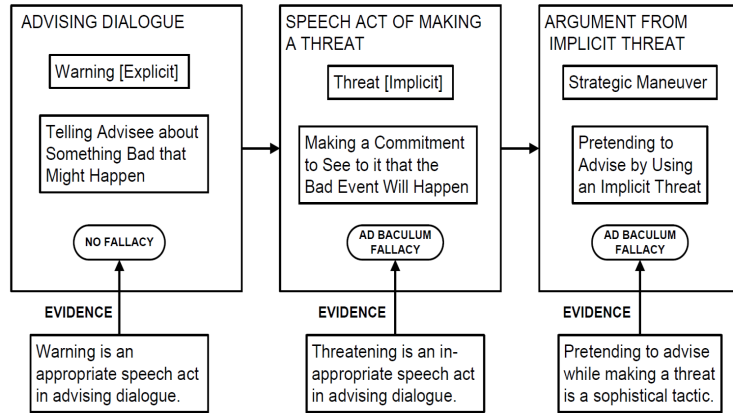 ADVISING DIALOGUE
Warning [Explicit]
Telling Advisee about
Something Bad that
Might Happen
NO FALLACY
EVIDENCE
Warning is an
appropriate speech act
in advising dialogue.
SPEECH ACT OF MAKING
A THREAT
Threat [Implicit]
Making a Commitment
to See to it that the
Bad Event Will Happen
AD BACULUM
FALLACY
EVIDENCE
Threatening is an in-
appropriate speech act
in advising dialogue.
ARGUMENT FROM
IMPLICIT THREAT
Strategic Maneuver
Pretending to
Advise by Using
an Implicit Threat
AD BACULUM
FALLACY
EVIDENCE
Pretending to advise
while making a threat
is a sophistical tactic.